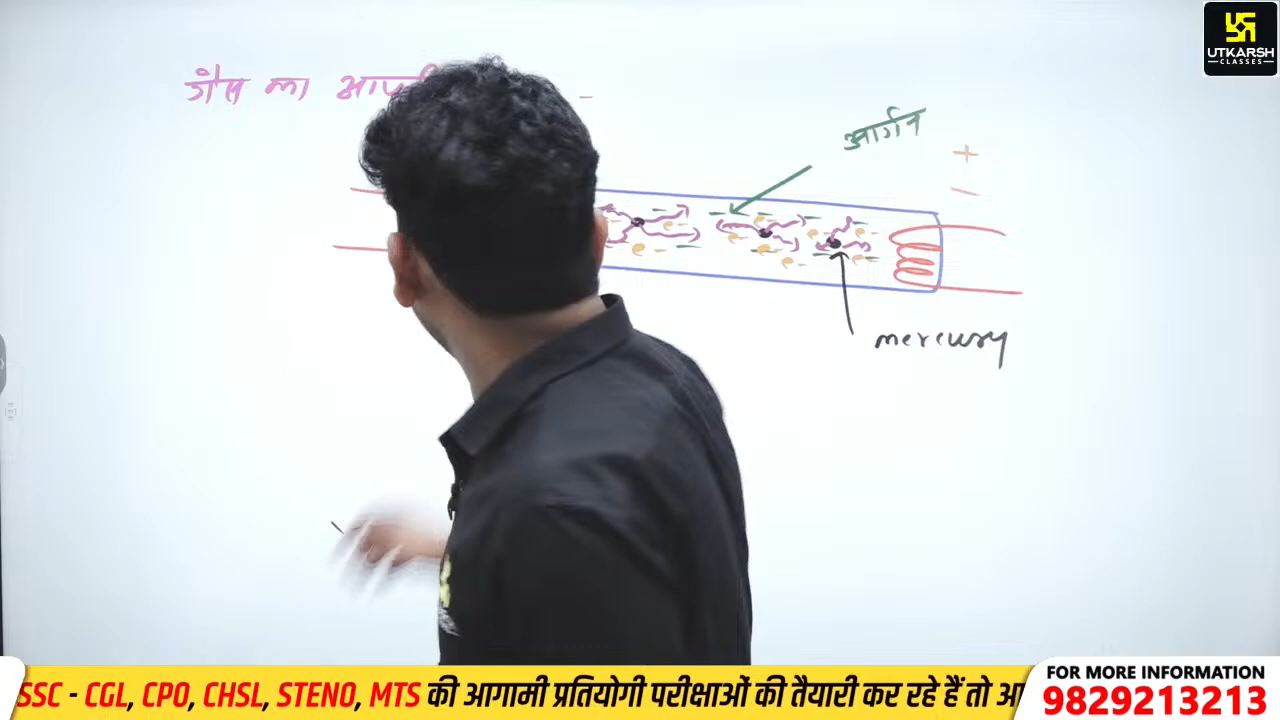 UTKARSH
CLASSES
गैस का
आर्गन
+
-
mercury
SSC - CGL, CPO, CHSL, STENO, MTS की आगामी प्रतियोगी परीक्षाओं की तैयारी कर रहे हैं तो
FOR MORE INFORMATION
9829213213